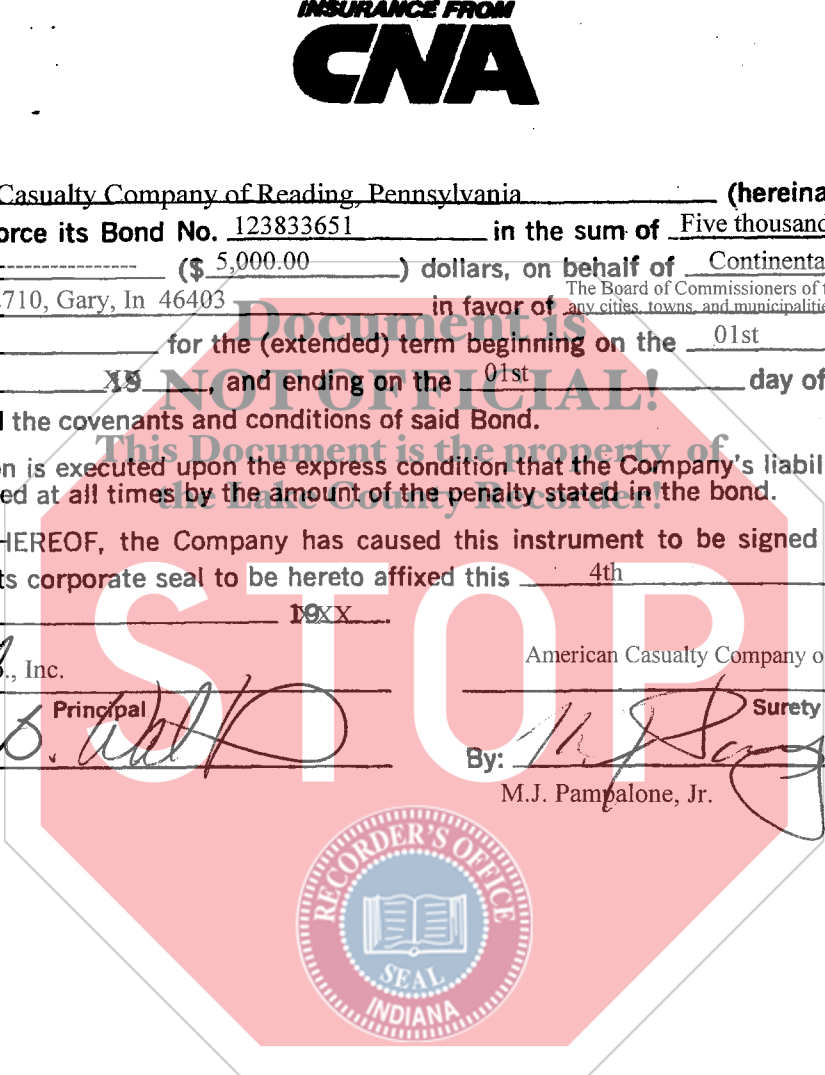 INSURANCE FROM
CNA
Casualty Company of Reading, Pennsylvania (hereina
orce its Bond No. 123833651 in the sum of Five thousand
---------------- ($ 5,000.00 ) dollars, on behalf of Continenta
710, Gary, In 46403 in favor of The Board of Commissioners of t
any cities, towns, and municipalitie
Document is
for the (extended) term beginning on the 01st
19 , and ending on the 01st day of
NOT OFFICIAL!
the covenants and conditions of said Bond.
This Document is the property of
n is executed upon the express condition that the Company's liabil
ed at all times by the amount of the penalty stated in the bond.
the Lake County Recorder!
HEREOF, the Company has caused this instrument to be signed
ts corporate seal to be hereto affixed this 4th
19XX .
STOP
., Inc. American Casualty Company o
Principal Surety
By:
M.J. Pampalone, Jr.
RECORDER'S OFFICE
SEAL
INDIANA